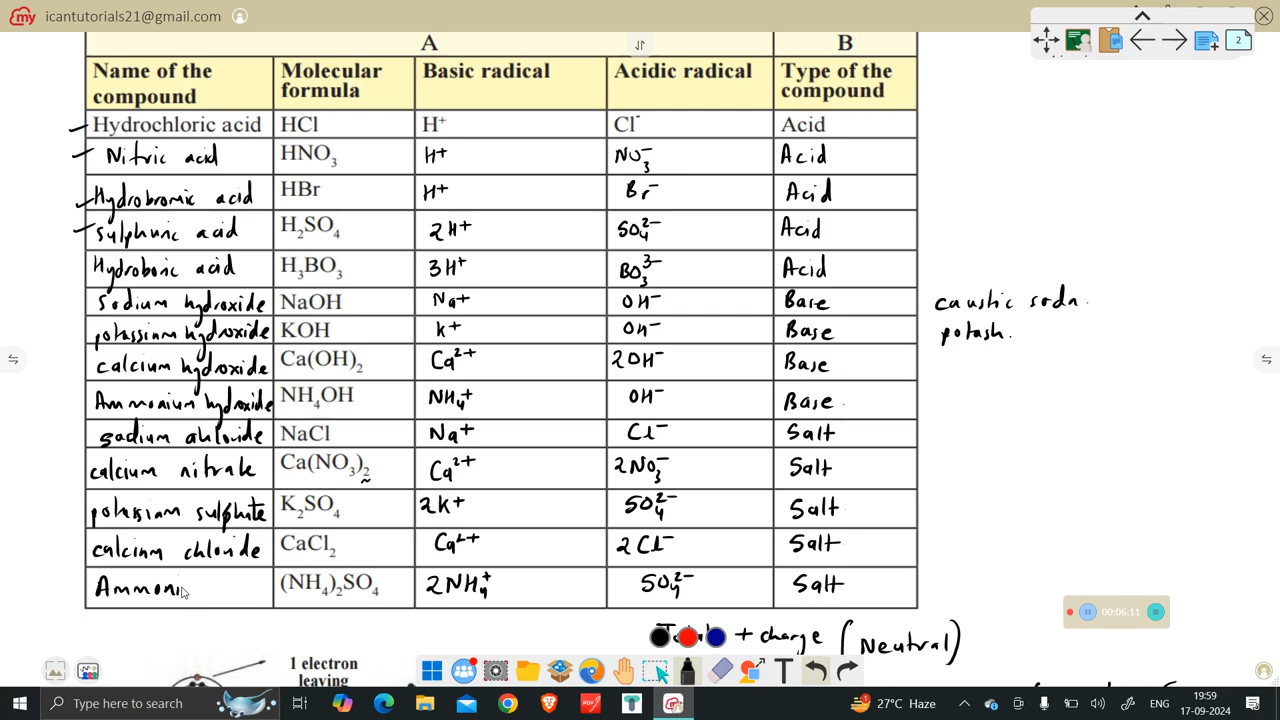 my icantutorials21@gmail.com
A B
Name of the compound Molecular formula Basic radical Acidic radical Type of the compound
Hydrochloric acid HCl H⁺ Cl⁻ Acid
Nitric acid HNO₃ H+ NO₃⁻ Acid
Hydrobromic acid HBr H+ Br⁻ Acid
Sulphuric acid H₂SO₄ 2H+ SO₄²⁻ Acid
Hydroboric acid H₃BO₃ 3H+ BO₃³⁻ Acid
Sodium hydroxide NaOH Na+ OH⁻ Base caustic soda.
potassium hydroxide KOH K+ OH⁻ Base potash.
calcium hydroxide Ca(OH)₂ Ca²⁺ 2OH⁻ Base
Ammonium hydroxide NH₄OH NH₄+ OH⁻ Base
sodium chloride NaCl Na+ Cl⁻ Salt
calcium nitrate Ca(NO₃)₂ Ca²⁺ 2NO₃⁻ Salt
potassium sulphate K₂SO₄ 2K+ SO₄²⁻ Salt
calcium chloride CaCl₂ Ca²⁺ 2Cl⁻ Salt
Ammoni (NH₄)₂SO₄ 2NH₄⁺ SO₄²⁻ Salt
00:06:11
+ charge (Neutral)
1 electron
leaving
2
Type here to search
27°C Haze
19:59
17-09-2024